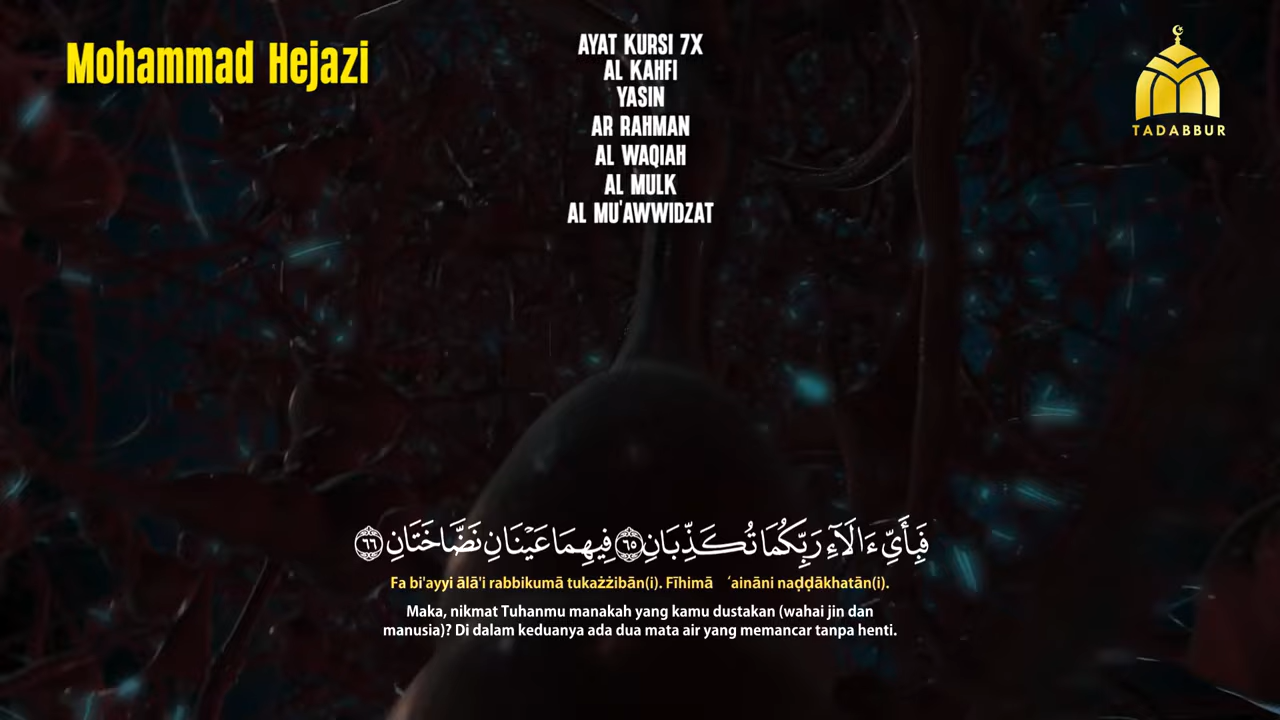 Mohammad Hejazi
AYAT KURSI 7X
AL KAHFI
YASIN
AR RAHMAN
AL WAQIAH
AL MULK
AL MU'AWWIDZAT
TADABBUR
فَبِأَيِّ ءَالَآءِ رَبِّكُمَا تُكَذِّبَانِ ٦٥ فِيهِمَا عَيْنَانِ نَضَّاخَتَانِ ٦٦
Fa bi'ayyi ālā'i rabbikumā tukażżibān(i). Fīhimā ‘aināni naḍḍākhatān(i).
Maka, nikmat Tuhanmu manakah yang kamu dustakan (wahai jin dan
manusia)? Di dalam keduanya ada dua mata air yang memancar tanpa henti.